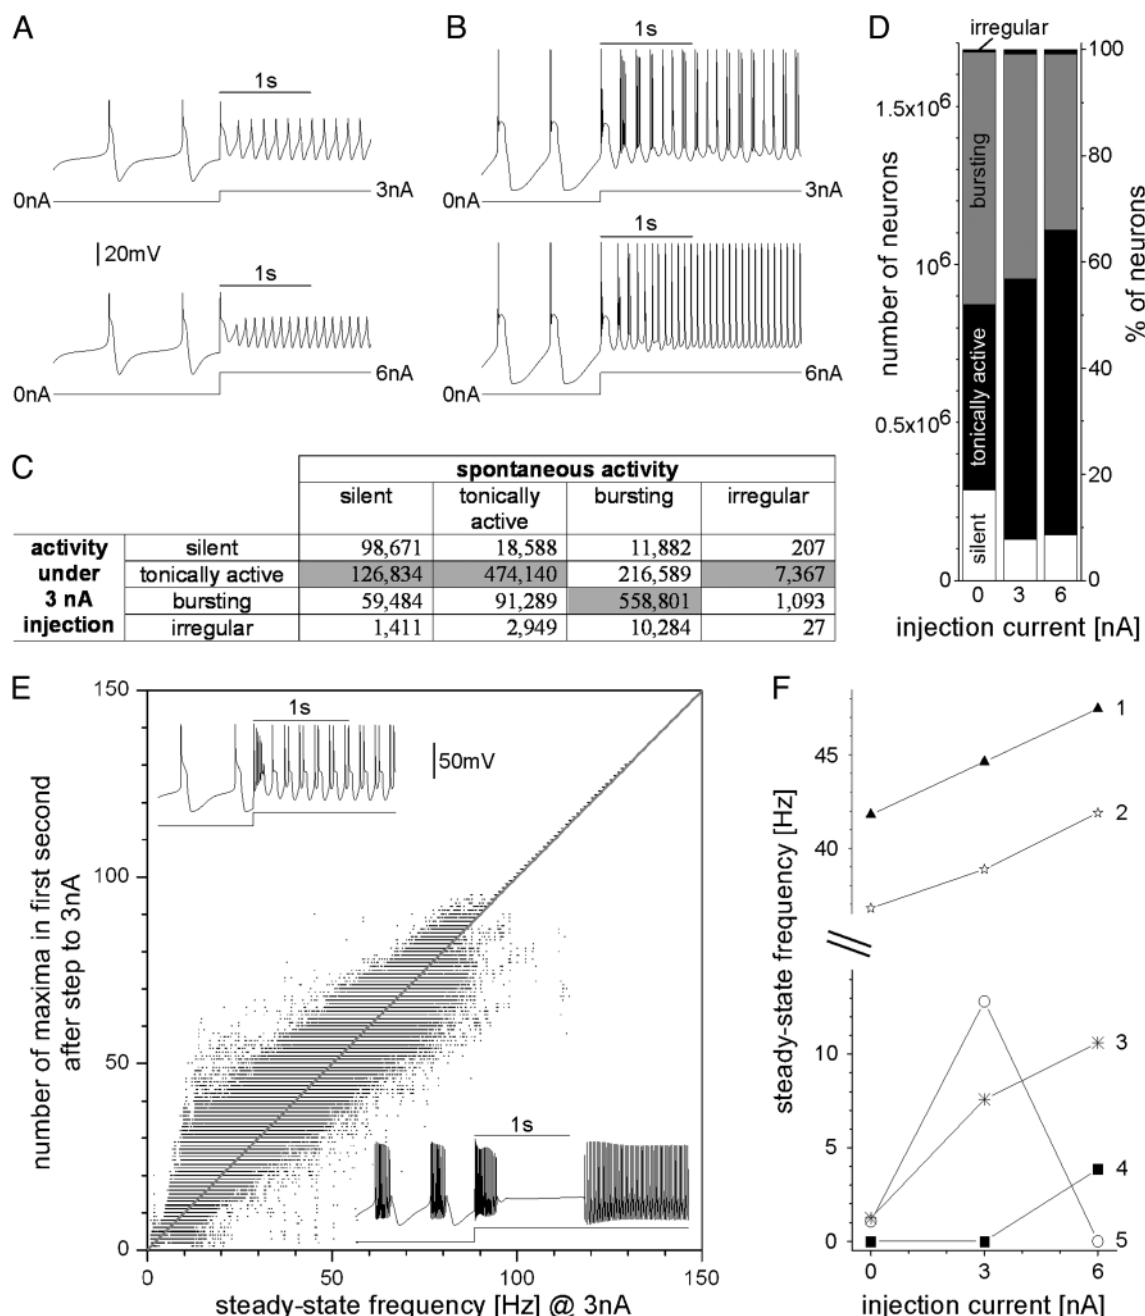 A
1s
0nA
3nA
20mV
1s
0nA
6nA
B
1s
0nA
3nA
1s
0nA
6nA
D
irregular
number of neurons
1.5x10⁶
10⁶
0.5x10⁶
0
bursting
tonically active
silent
100
80
60
40
20
0
% of neurons
0 3 6
injection current [nA]
C
spontaneous activity
silent tonically active bursting irregular
activity under 3 nA injection
silent 98,671 18,588 11,882 207
tonically active 126,834 474,140 216,589 7,367
bursting 59,484 91,289 558,801 1,093
irregular 1,411 2,949 10,284 27
E
number of maxima in first second
after step to 3nA
150
100
50
0
1s
50mV
1s
0 50 100 150
steady-state frequency [Hz] @ 3nA
F
steady-state frequency [Hz]
45
40
10
0
1
2
3
4
5
0 3 6
injection current [nA]